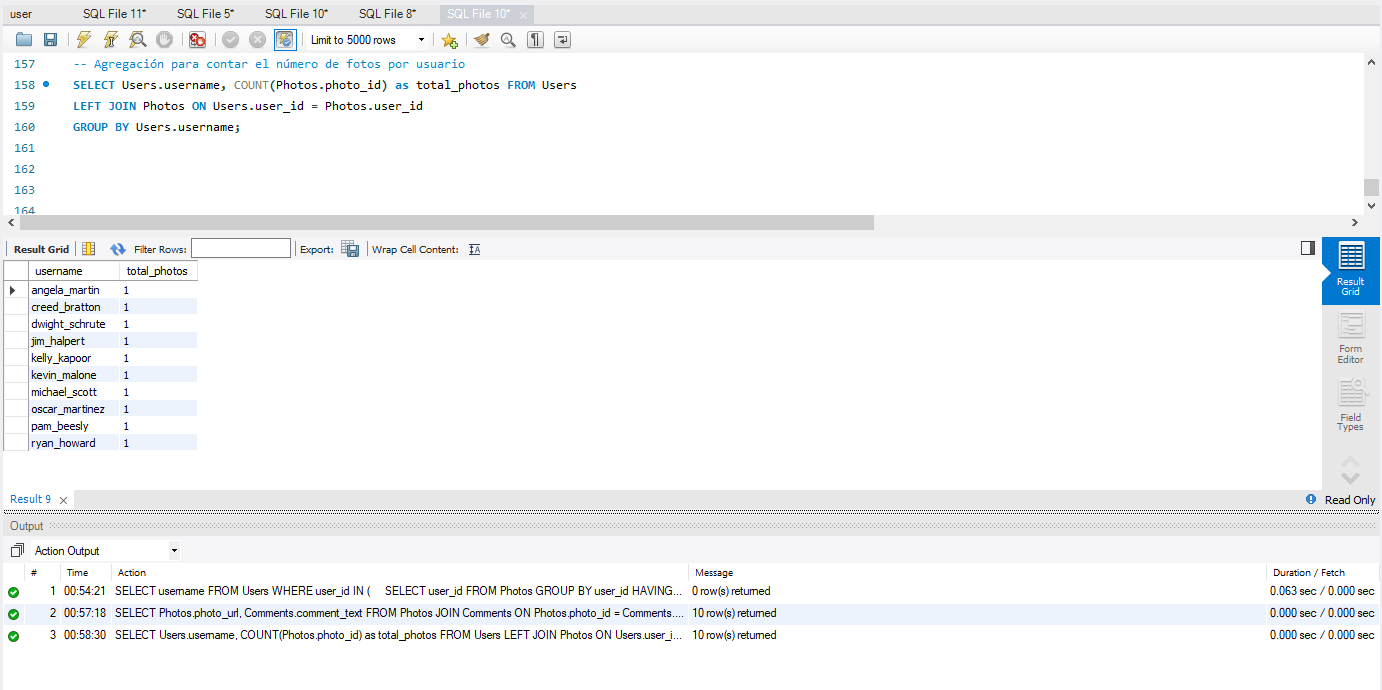 user SQL File 11* SQL File 5* SQL File 10* SQL File 8* SQL File 10*
Limit to 5000 rows
157 -- Agregación para contar el número de fotos por usuario
158 SELECT Users.username, COUNT(Photos.photo_id) as total_photos FROM Users
159 LEFT JOIN Photos ON Users.user_id = Photos.user_id
160 GROUP BY Users.username;
161
162
163
164
Result Grid Filter Rows: Export: Wrap Cell Content:
username total_photos
angela_martin 1
creed_bratton 1
dwight_schrute 1
jim_halpert 1
kelly_kapoor 1
kevin_malone 1
michael_scott 1
oscar_martinez 1
pam_beesly 1
ryan_howard 1
Result
Grid
Form
Editor
Field
Types
Result 9 Read Only
Output
Action Output
# Time Action Message Duration / Fetch
1 00:54:21 SELECT username FROM Users WHERE user_id IN ( SELECT user_id FROM Photos GROUP BY user_id HAVING... 0 row(s) returned 0.063 sec / 0.000 sec
2 00:57:18 SELECT Photos.photo_url, Comments.comment_text FROM Photos JOIN Comments ON Photos.photo_id = Comments.... 10 row(s) returned 0.000 sec / 0.000 sec
3 00:58:30 SELECT Users.username, COUNT(Photos.photo_id) as total_photos FROM Users LEFT JOIN Photos ON Users.user_i... 10 row(s) returned 0.000 sec / 0.000 sec